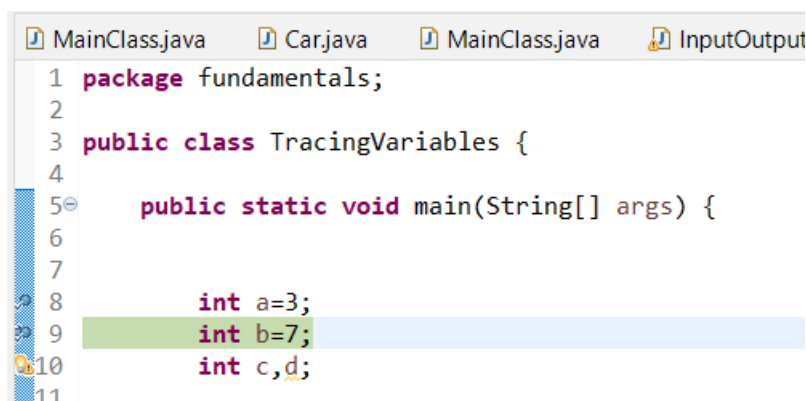 MainClass.java Car.java MainClass.java InputOutput
1 package fundamentals;
2
3 public class TracingVariables {
4
5 public static void main(String[] args) {
6
7
8 int a=3;
9 int b=7;
10 int c,d;
11